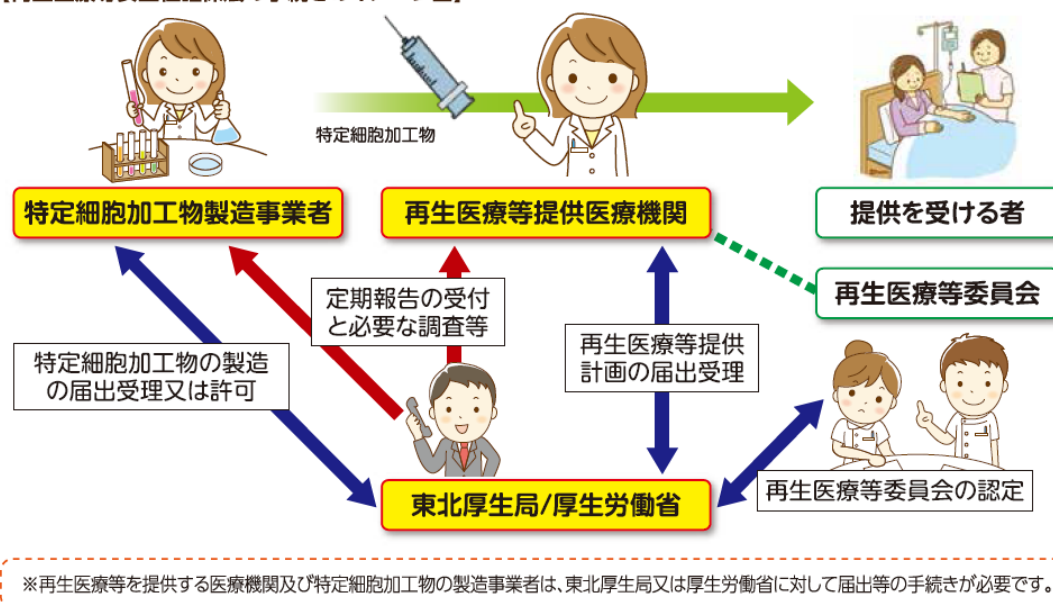 特定細胞加工物
特定細胞加工物製造事業者
再生医療等提供医療機関
提供を受ける者
再生医療等委員会
定期報告の受付
と必要な調査等
特定細胞加工物の製造
の届出受理又は許可
再生医療等提供
計画の届出受理
再生医療等委員会の認定
東北厚生局/厚生労働省
※再生医療等を提供する医療機関及び特定細胞加工物の製造事業者は、東北厚生局又は厚生労働省に対して届出等の手続きが必要です。